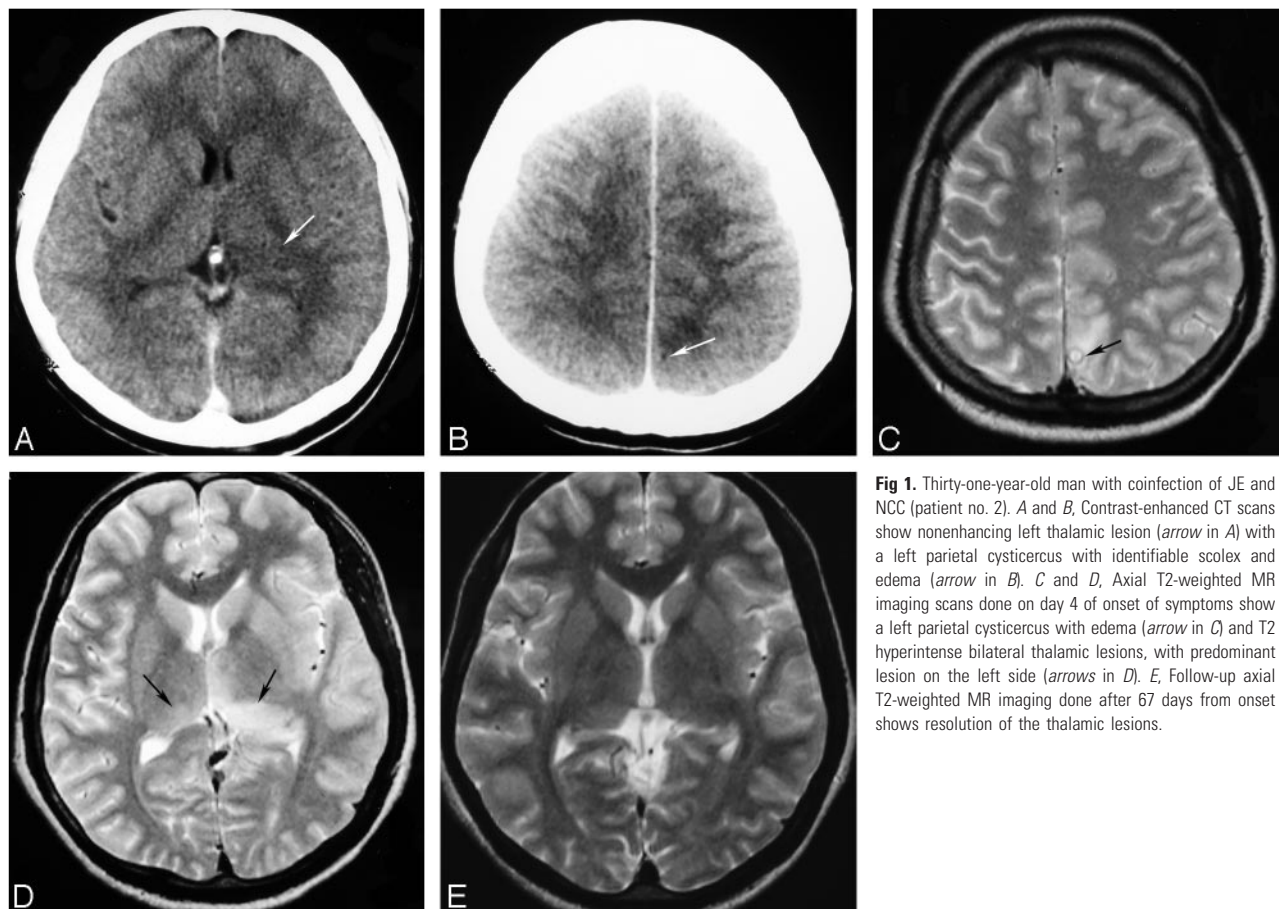 A
B
C
D
E
Fig 1. Thirty-one-year-old man with coinfection of JE and
NCC (patient no. 2). A and B, Contrast-enhanced CT scans
show nonenhancing left thalamic lesion (arrow in A) with
a left parietal cysticercus with identifiable scolex and
edema (arrow in B). C and D, Axial T2-weighted MR
imaging scans done on day 4 of onset of symptoms show
a left parietal cysticercus with edema (arrow in C) and T2
hyperintense bilateral thalamic lesions, with predominant
lesion on the left side (arrows in D). E, Follow-up axial
T2-weighted MR imaging done after 67 days from onset
shows resolution of the thalamic lesions.